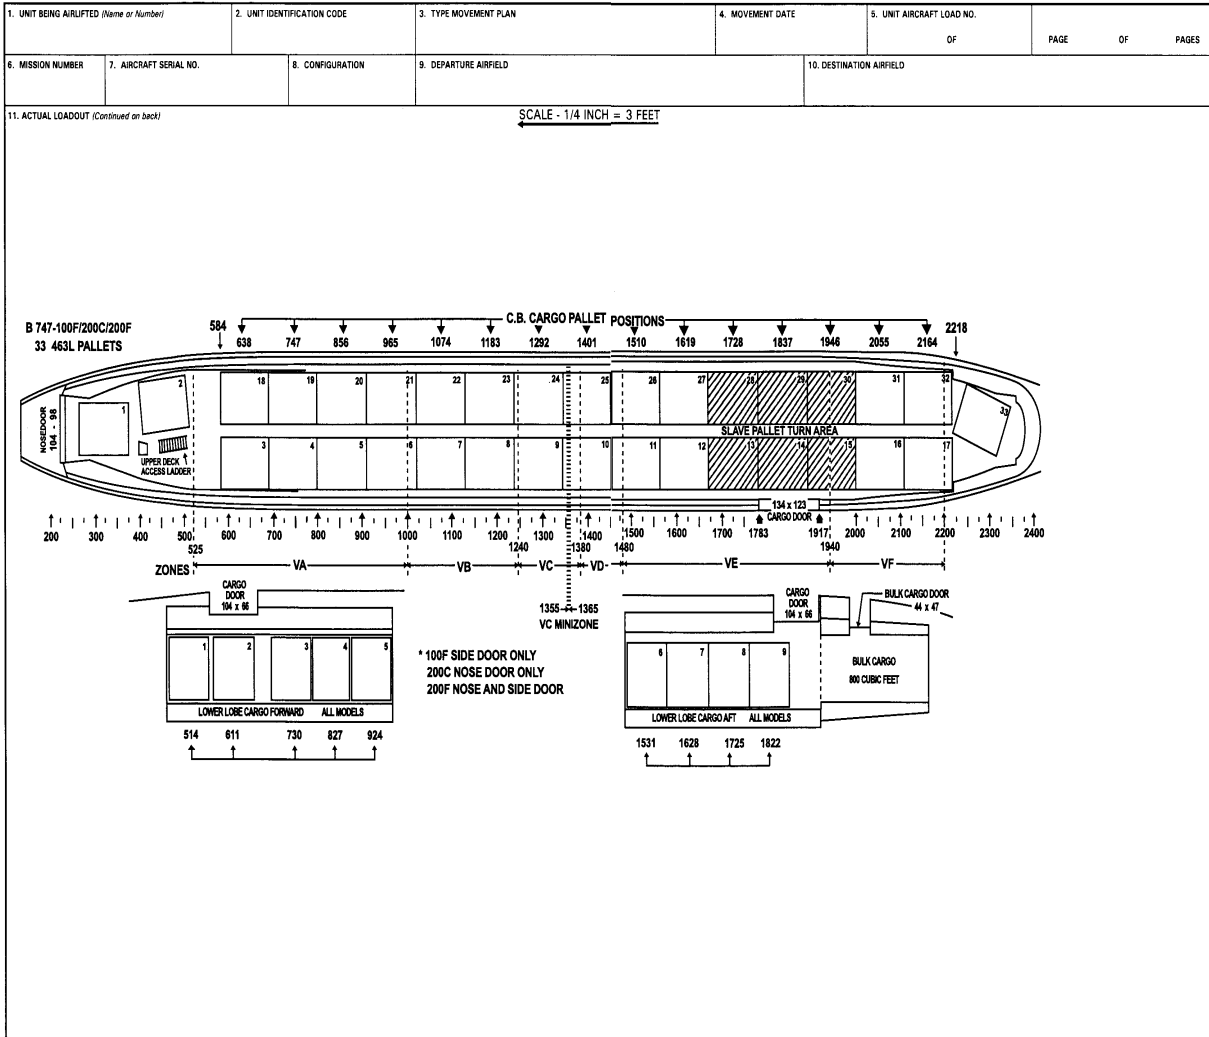 1. UNIT BEING AIRLIFTED (Name or Number)
2. UNIT IDENTIFICATION CODE
3. TYPE MOVEMENT PLAN
4. MOVEMENT DATE
5. UNIT AIRCRAFT LOAD NO.
OF
PAGE OF PAGES
6. MISSION NUMBER
7. AIRCRAFT SERIAL NO.
8. CONFIGURATION
9. DEPARTURE AIRFIELD
10. DESTINATION AIRFIELD
11. ACTUAL LOADOUT (Continued on back)
SCALE - 1/4 INCH = 3 FEET
B 747-100F/200C/200F
33 463L PALLETS
C.B. CARGO PALLET POSITIONS
584 638 747 856 965 1074 1183 1292 1401 1510 1619 1728 1837 1946 2055 2164 2218
NOSEDOOR
104 - 98
1 2
18 19 20 21 22 23 24 25 26 27 28 29 30 31 32
33
SLAVE PALLET TURN AREA
3 4 5 6 7 8 9 10 11 12 13 14 15 16 17
UPPER DECK
ACCESS LADDER
134 x 123
CARGO DOOR
200 300 400 500 600 700 800 900 1000 1100 1200 1300 1400 1500 1600 1700 1783 1917 2000 2100 2200 2300 2400
525 1240 1380 1480 1940
ZONES VA VB VC VD VE VF
CARGO
DOOR
104 x 66
1355 1365
VC MINIZONE
1 2 3 4 5
LOWER LOBE CARGO FORWARD ALL MODELS
514 611 730 827 924
* 100F SIDE DOOR ONLY
200C NOSE DOOR ONLY
200F NOSE AND SIDE DOOR
CARGO
DOOR
104 x 66
BULK CARGO DOOR
44 x 47
6 7 8 9
BULK CARGO
800 CUBIC FEET
LOWER LOBE CARGO AFT ALL MODELS
1531 1628 1725 1822